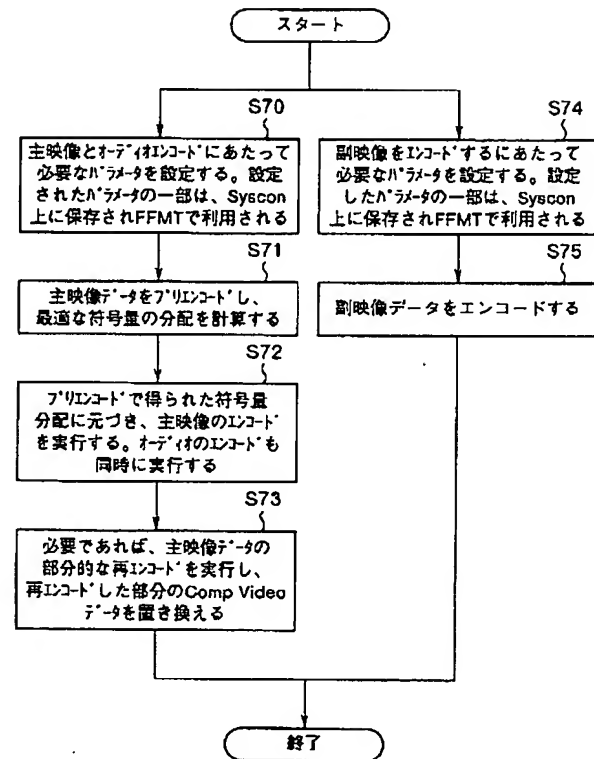 スタート
S70
主映像とオーディオエンコードにあたって
必要なパラメータを設定する。設定
されたパラメータの一部は、Syscon
上に保存されFFMTで利用される
S71
主映像データをプリエンコードし、
最適な符号量の分配を計算する
S72
プリエンコードで得られた符号量
分配に元づき、主映像のエンコード
を実行する。オーディオのエンコードも
同時に実行する
S73
必要であれば、主映像データの
部分的な再エンコードを実行し、
再エンコードした部分のComp Video
データを置き換える
S74
副映像をエンコードするにあたって
必要なパラメータを設定する。設定
したパラメータの一部は、Syscon
上に保存されFFMTで利用される
S75
副映像データをエンコードする
終了